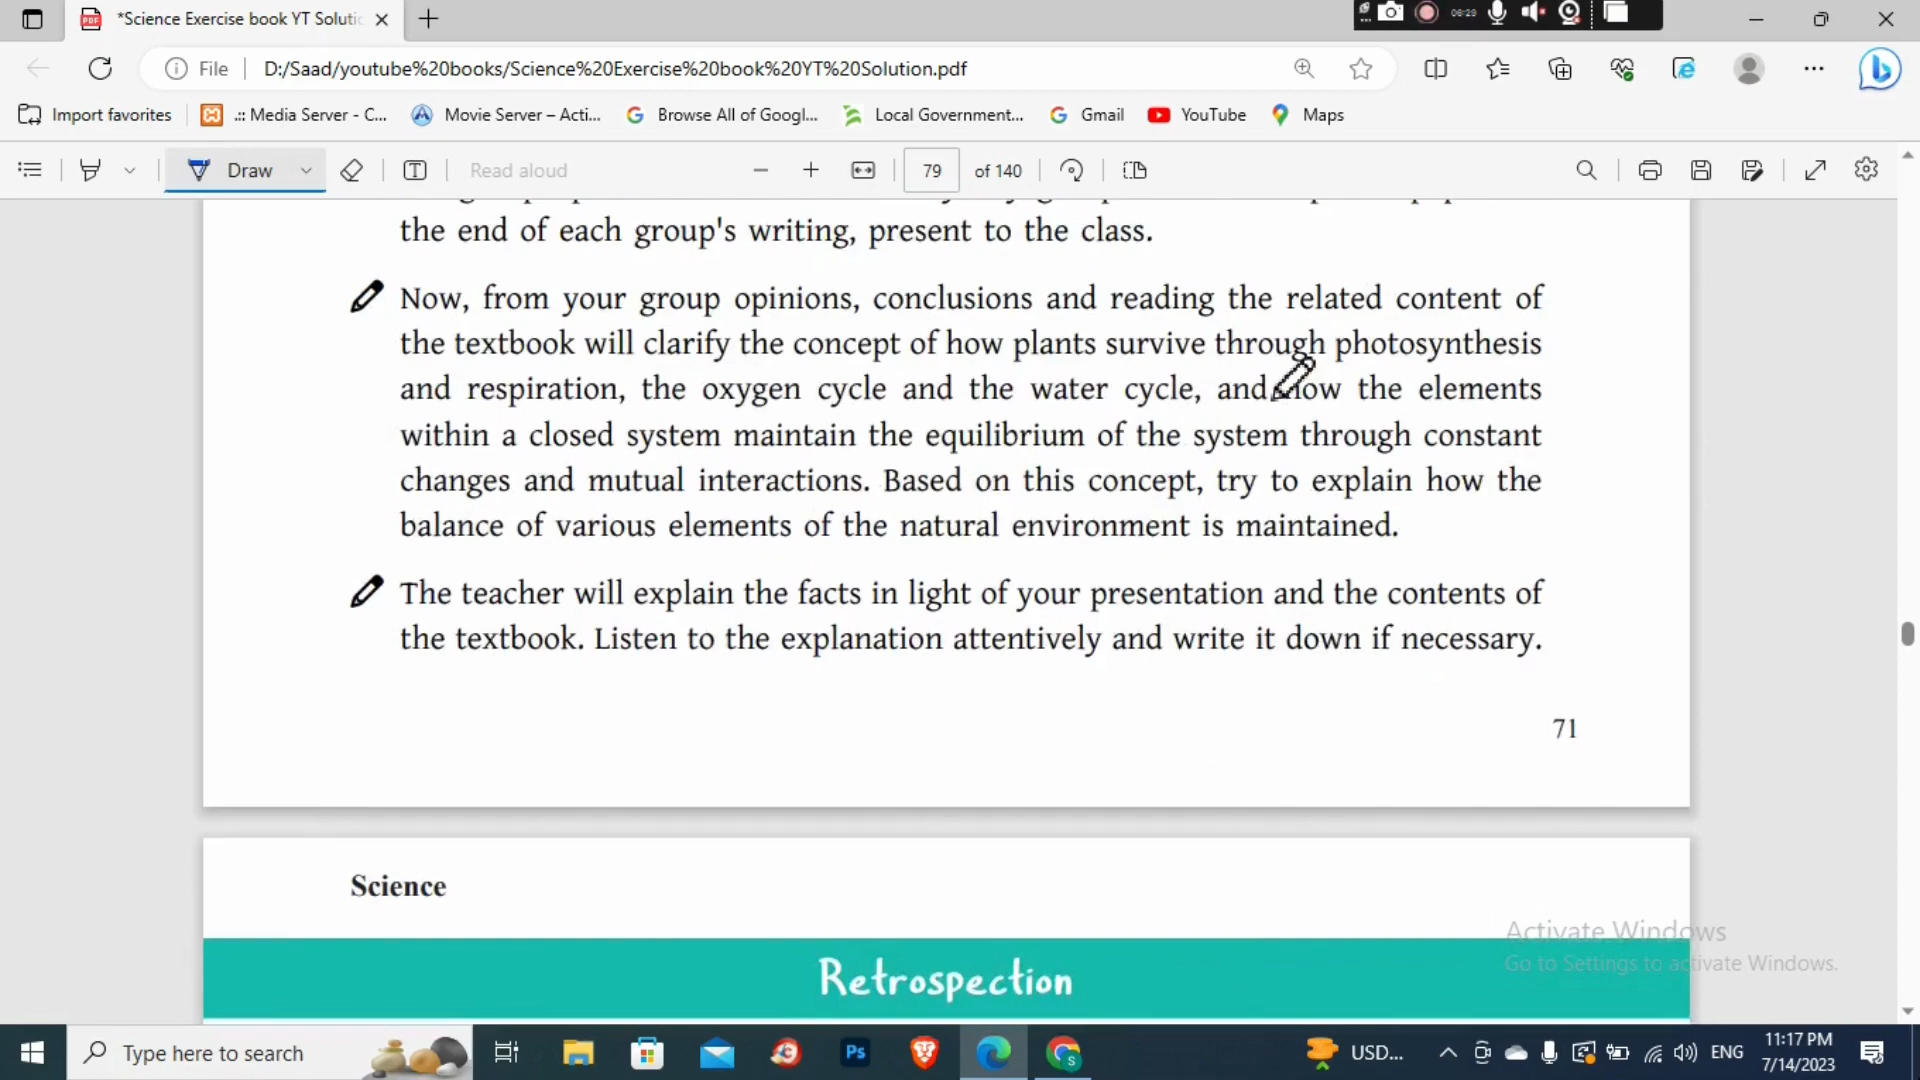 *Science Exercise book YT Soluti
06:29
File
D:/Saad/youtube%20books/Science%20Exercise%20book%20YT%20Solution.pdf
Import favorites
.:: Media Server - C...
Movie Server – Acti...
Browse All of Googl...
Local Government...
Gmail
YouTube
Maps
Draw
Read aloud
79
of 140
the end of each group's writing, present to the class.
Now, from your group opinions, conclusions and reading the related content of
the textbook will clarify the concept of how plants survive through photosynthesis
and respiration, the oxygen cycle and the water cycle, and how the elements
within a closed system maintain the equilibrium of the system through constant
changes and mutual interactions. Based on this concept, try to explain how the
balance of various elements of the natural environment is maintained.
The teacher will explain the facts in light of your presentation and the contents of
the textbook. Listen to the explanation attentively and write it down if necessary.
71
Science
Activate Windows
Go to Settings to activate Windows.
Retrospection
Type here to search
Ps
S
USD...
ENG
11:17 PM
7/14/2023